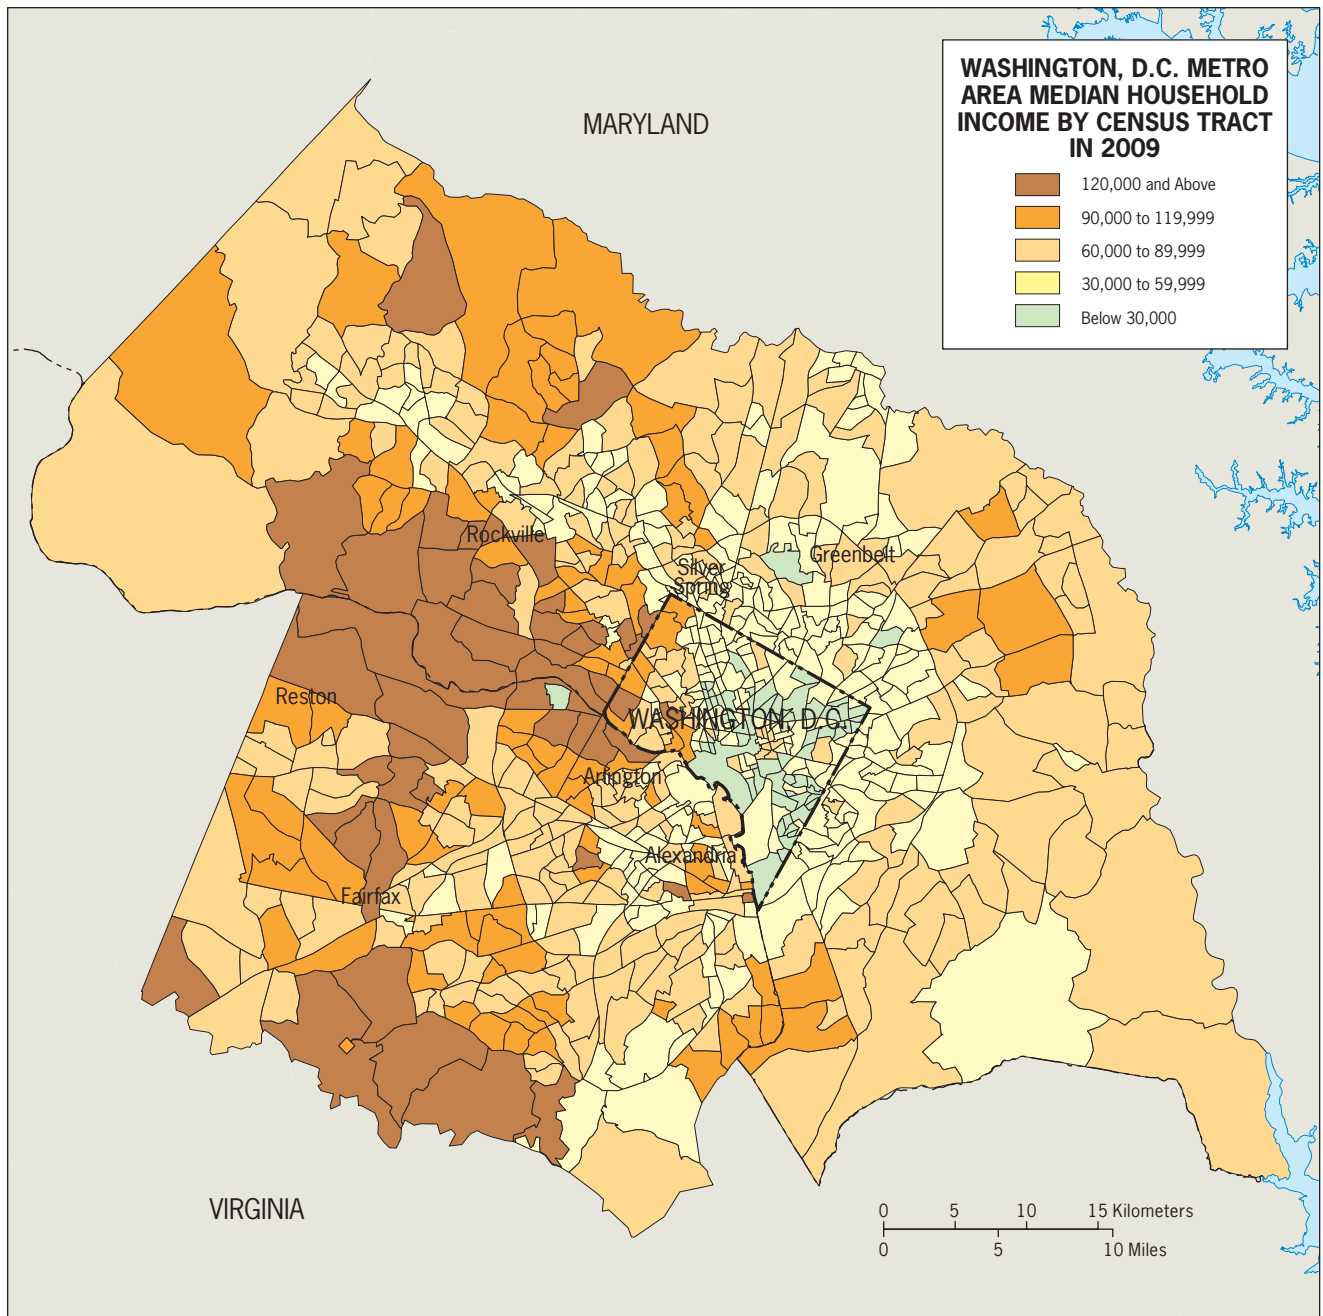 MARYLAND
WASHINGTON, D.C. METRO
AREA MEDIAN HOUSEHOLD
INCOME BY CENSUS TRACT
IN 2009
120,000 and Above
90,000 to 119,999
60,000 to 89,999
30,000 to 59,999
Below 30,000
Rockville
Silver
Spring
Greenbelt
Reston
WASHINGTON, D.C.
Arlington
Alexandria
Fairfax
VIRGINIA
0 5 10 15 Kilometers
0 5 10 Miles